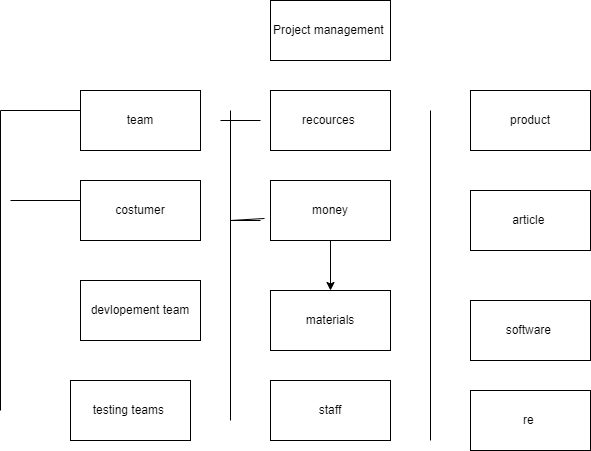 Project management
team
recources
product
costumer
money
article
devlopement team
materials
software
testing teams
staff
re